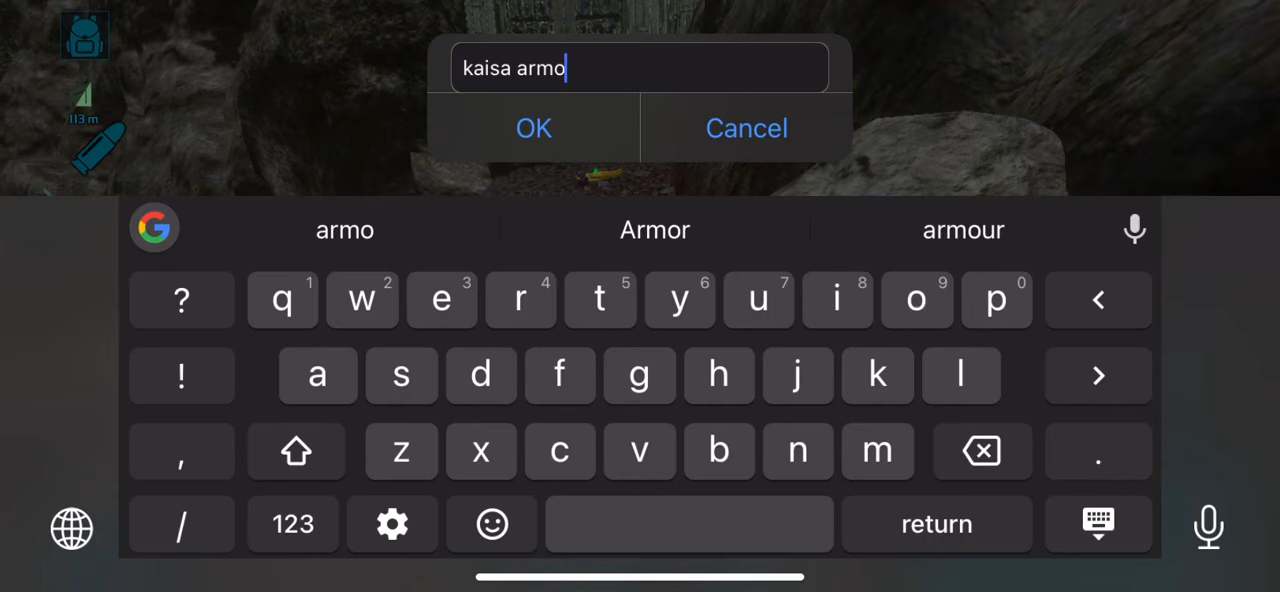 kaisa armo
OK Cancel
113 m
armo Armor armour
? q 1 w 2 e 3 r 4 t 5 y 6 u 7 i 8 o 9 p 0 <
! a s d f g h j k l >
, z x c v b n m .
/ 123 return